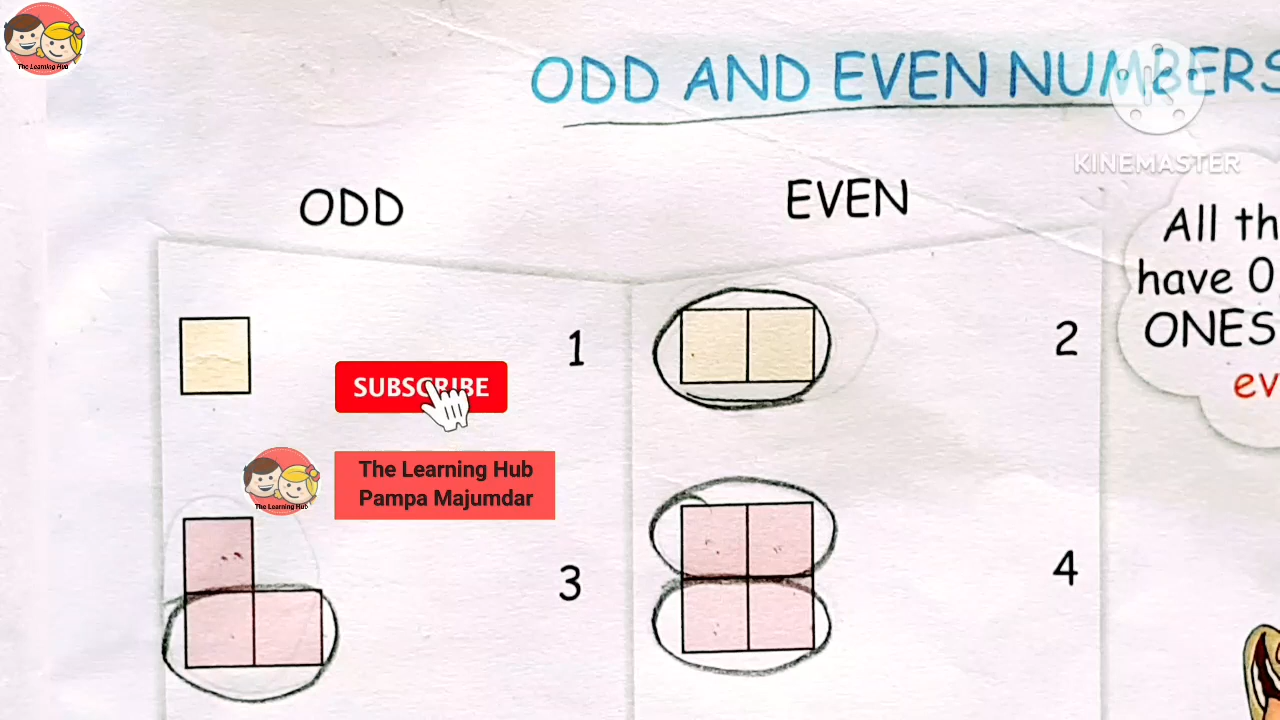 The Learning Hub
ODD AND EVEN NUMBERS
KINEMASTER
ODD
EVEN
All th
have 0
ONES
ev
1
2
SUBSCRIBE
The Learning Hub
The Learning Hub
Pampa Majumdar
3
4